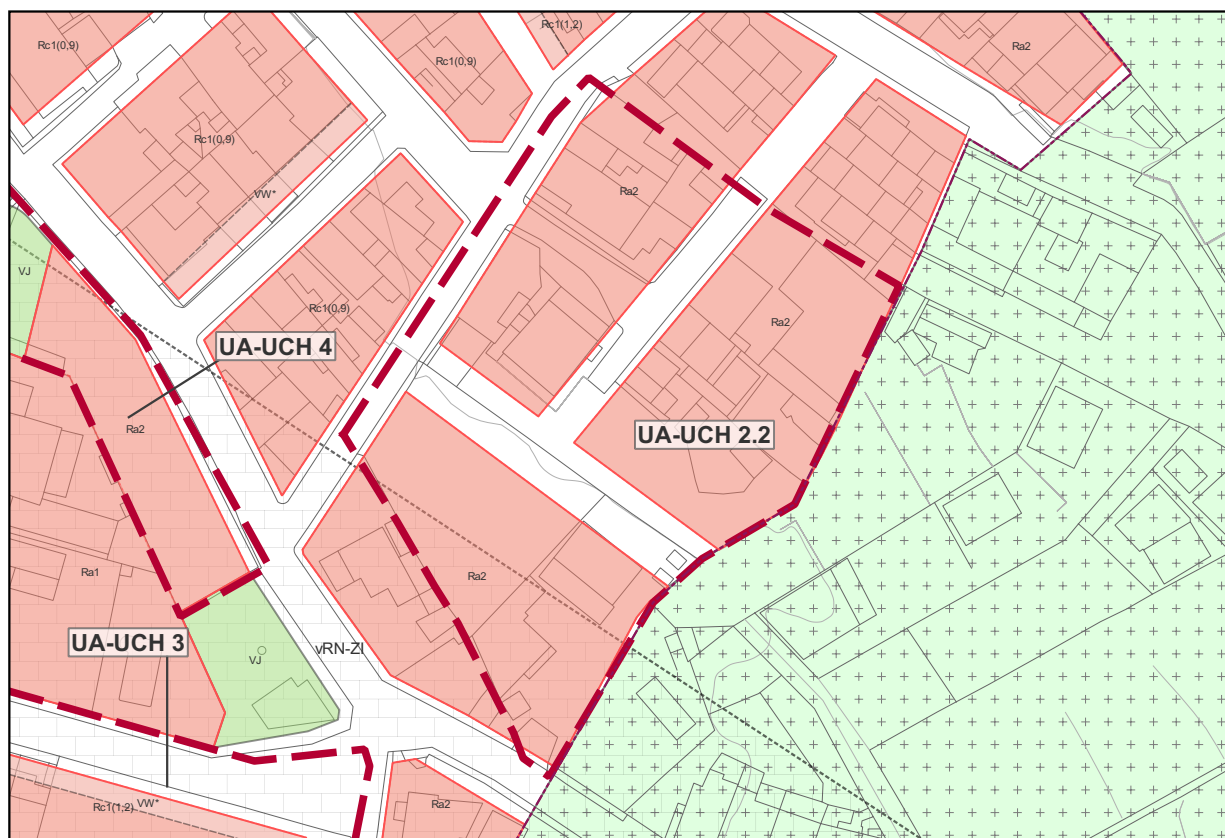 Rc1(1,2)
Rc1(0,9)
Ra2
Rc1(0,9)
Rc1(0,9)
VW*
Ra2
VJ
Rc1(0,9)
Ra2
UA-UCH 4
Ra2
UA-UCH 2.2
Ra1
Ra2
UA-UCH 3
vRN-ZI
VJ
Rc1(1,2)
VW*
Ra2